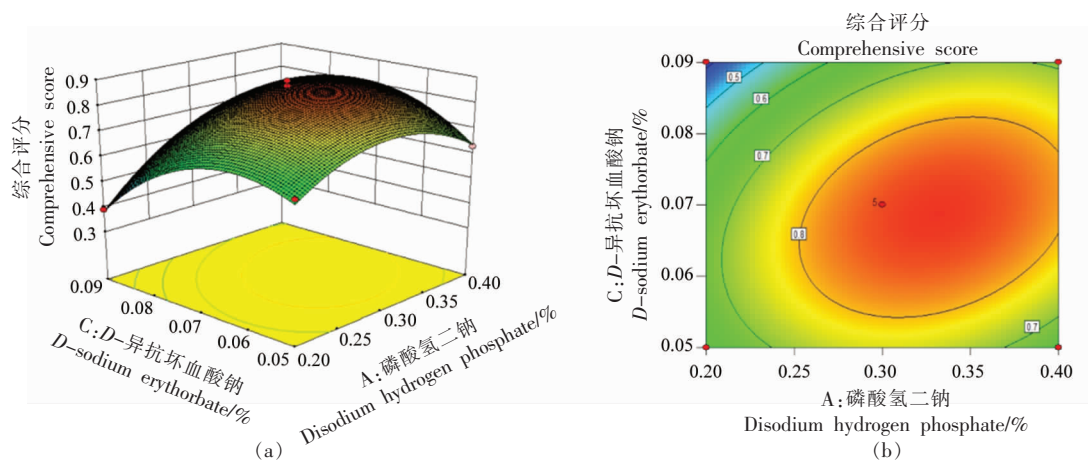 综合评分
Comprehensive score
0.9
0.8
0.7
0.6
0.5
0.4
0.3
0.09
0.08
0.07
0.06
0.05
0.20
0.25
0.30
0.35
0.40
C:D-异抗坏血酸钠
D-sodium erythorbate/%
A:磷酸氢二钠
Disodium hydrogen phosphate/%
(a)
综合评分
Comprehensive score
C:D-异抗坏血酸钠
D-sodium erythorbate/%
0.09
0.08
0.07
0.06
0.05
0.5
0.6
0.7
0.8
5
0.7
0.20
0.25
0.30
0.35
0.40
A:磷酸氢二钠
Disodium hydrogen phosphate/%
(b)